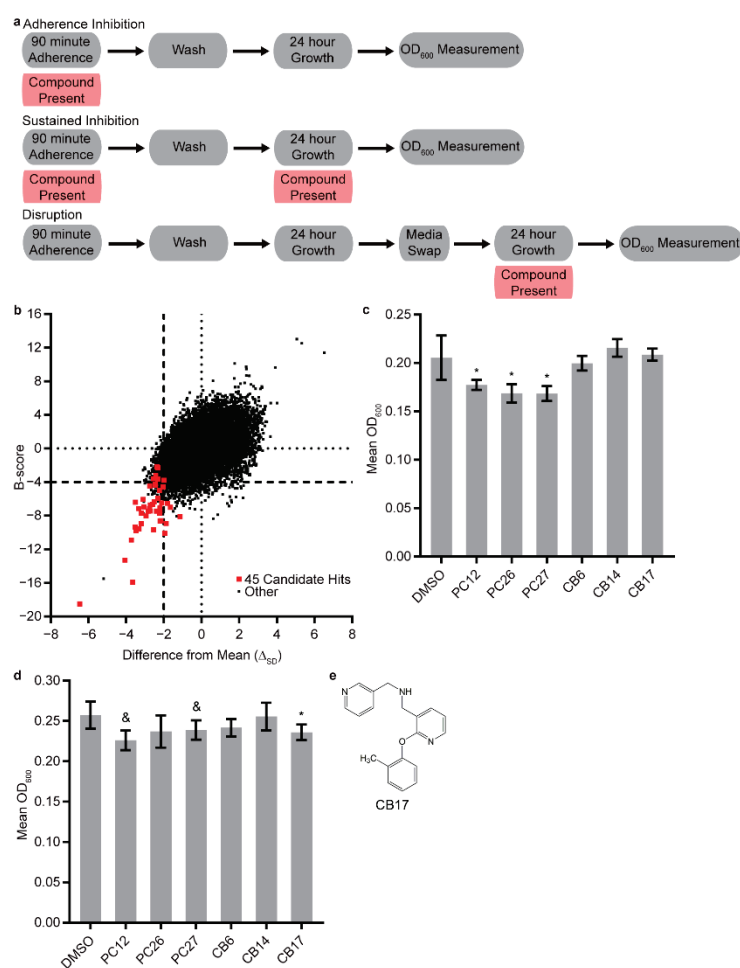 a Adherence Inhibition
90 minute Adherence
Wash
24 hour Growth
OD600 Measurement
Compound Present
Sustained Inhibition
90 minute Adherence
Wash
24 hour Growth
OD600 Measurement
Compound Present
Compound Present
Disruption
90 minute Adherence
Wash
24 hour Growth
Media Swap
24 hour Growth
OD600 Measurement
Compound Present
b
16
12
8
4
0
−4
−8
−12
−16
−20
B-score
45 Candidate Hits
Other
−8 −6 −4 −2 0 2 4 6 8
Difference from Mean (ΔSD)
c
0.25
0.20
0.15
0.10
0.05
0.00
Mean OD600
* * *
DMSO PC12 PC26 PC27 CB6 CB14 CB17
d
0.30
0.25
0.20
0.15
0.10
0.05
0.00
Mean OD600
& & *
DMSO PC12 PC26 PC27 CB6 CB14 CB17
e
N
NH
O
N
H3C
CB17